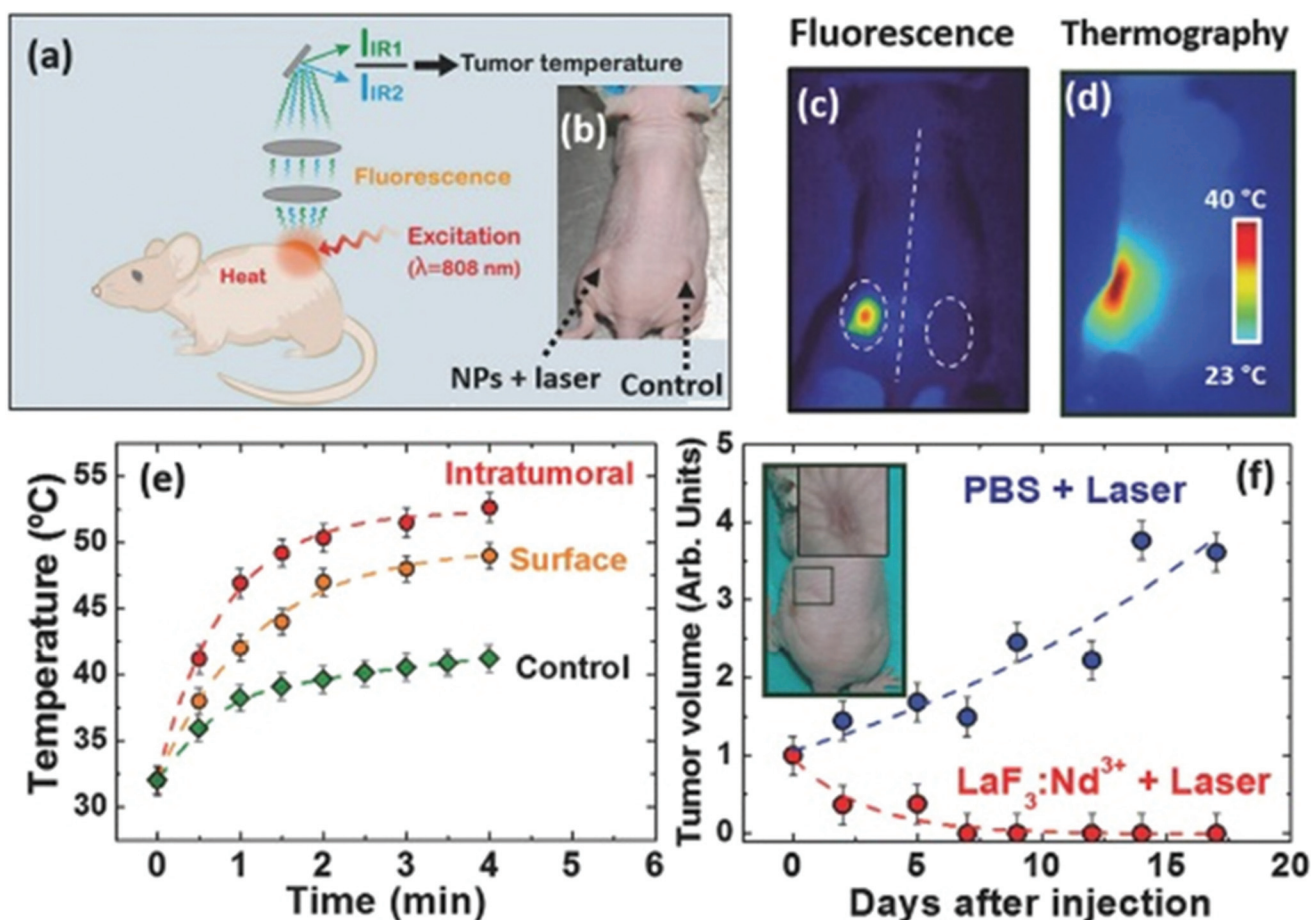 (a)
I IR1
I IR2
Tumor temperature
Fluorescence
Excitation
(λ=808 nm)
Heat
(b)
NPs + laser
Control
Fluorescence
(c)
Thermography
(d)
40 °C
23 °C
(e)
Temperature (ºC)
55
50
45
40
35
30
Intratumoral
Surface
Control
0 1 2 3 4 5 6
Time (min)
(f)
Tumor volume (Arb. Units)
5
4
3
2
1
0
PBS + Laser
LaF3:Nd3+ + Laser
0 5 10 15 20
Days after injection